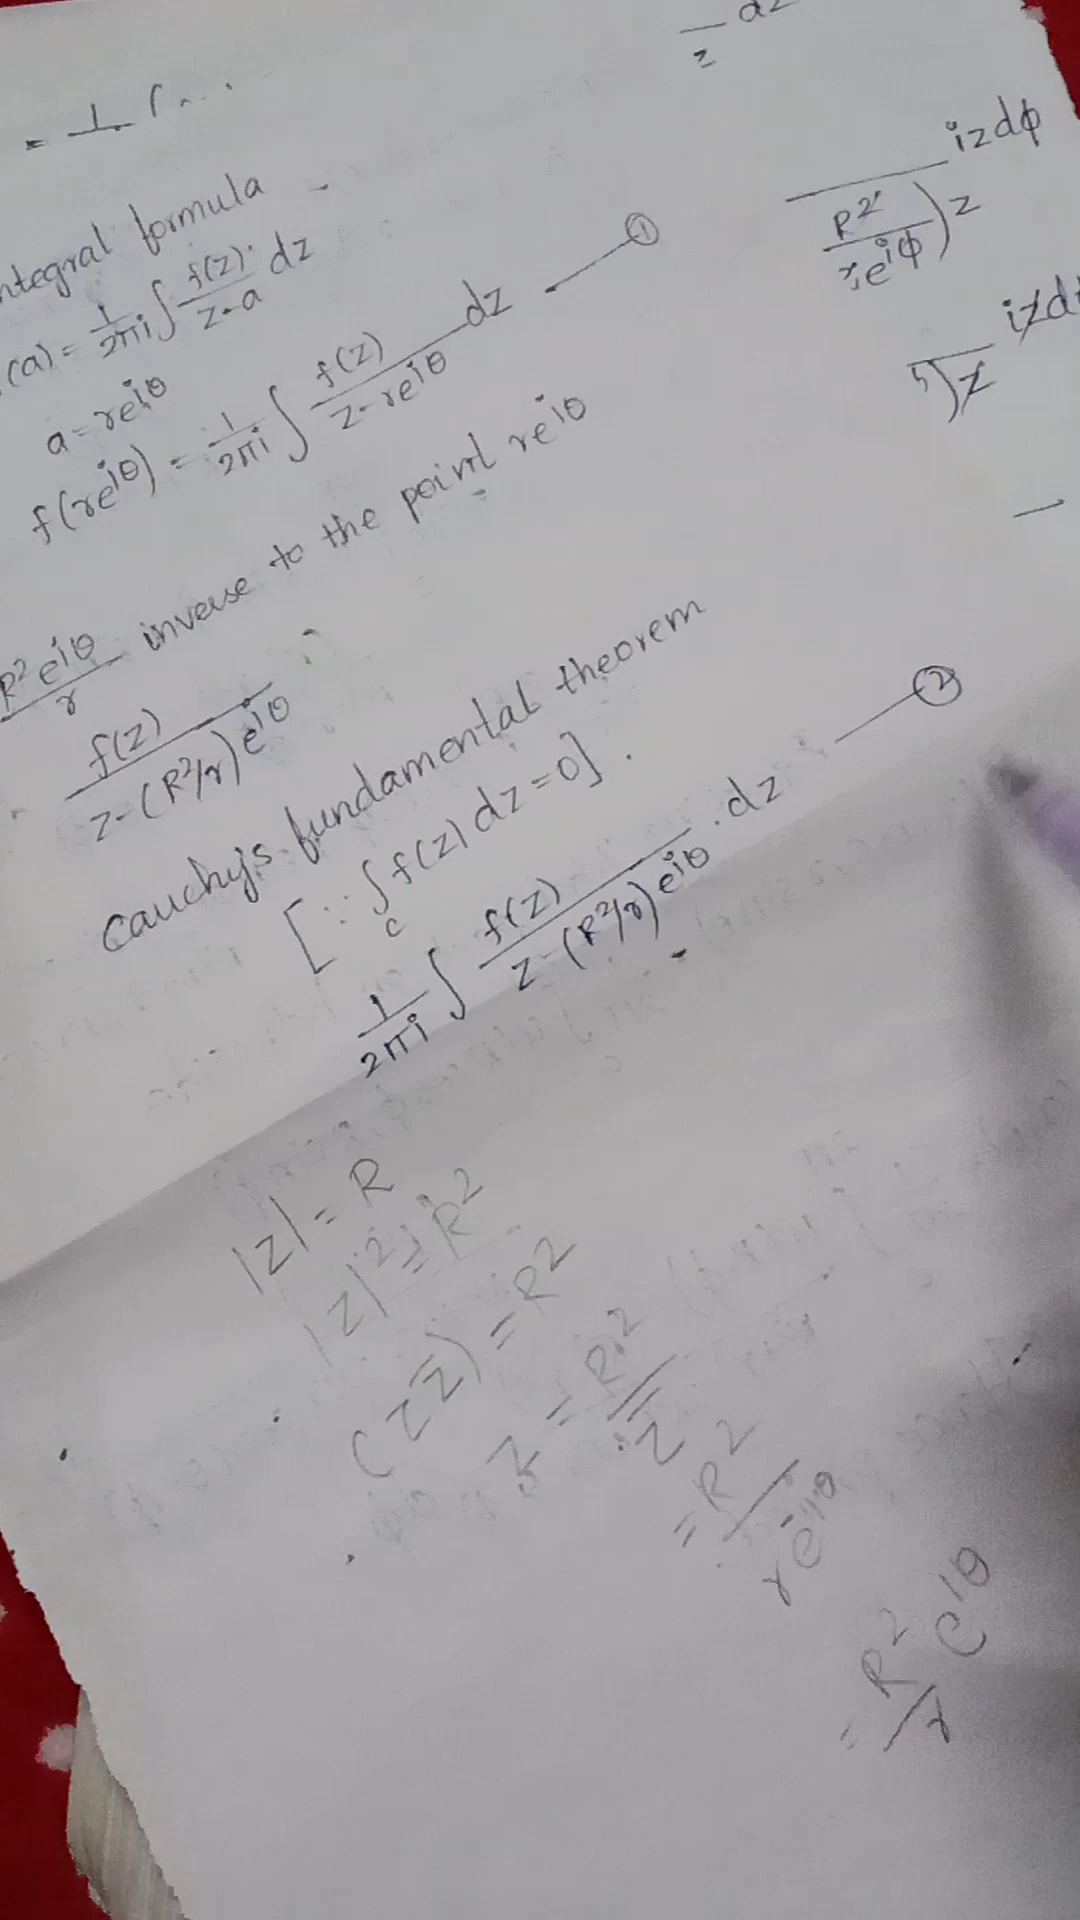 = 1
integral formula
(a) = 1/2πi ∫ f(z)/z-a dz
a = re^iθ
f(re^iθ) = 1/2πi ∫ f(z)/z-re^iθ dz — ①
R²e^iθ/r inverse to the point re^iθ
f(z)/z-(R²/r)e^iθ
Cauchy's fundamental theorem
[∵ ∫c f(z)dz=0].
1/2πi ∫ f(z)/z-(R²/r)e^iθ . dz — ②
|z| = R
|z|² = R²
(z z̄) = R²
z = R²/z̄
= R²/re^-iθ
= R²/r e^iθ
/z dz
izdφ
R²/re^iφ)z
izd
)z